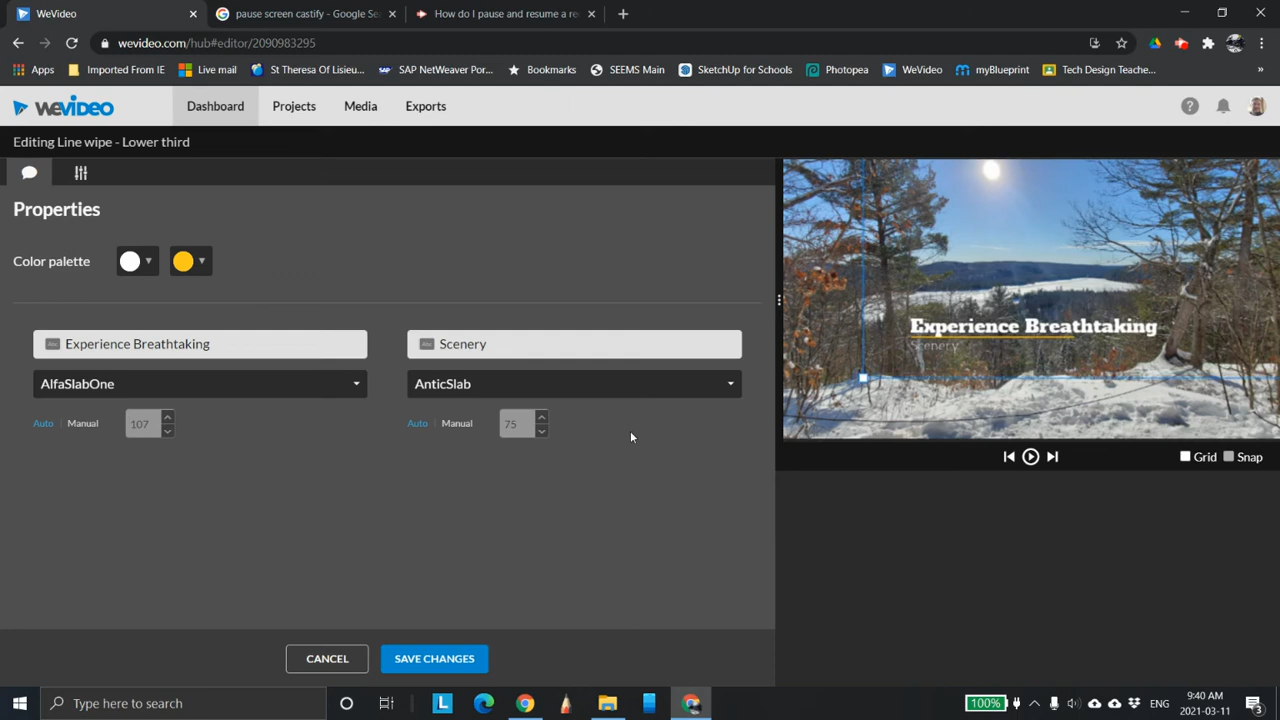 WeVideo
pause screen castify - Google Se
How do I pause and resume a re
wevideo.com/hub#editor/2090983295
Apps
Imported From IE
Live mail
St Theresa Of Lisieu...
SAP NetWeaver Por...
Bookmarks
SEEMS Main
SketchUp for Schools
Photopea
WeVideo
myBlueprint
Tech Design Teache...
»
WEVIDEO
Dashboard
Projects
Media
Exports
Editing Line wipe - Lower third
Properties
Color palette
Abc Experience Breathtaking
Abc Scenery
AlfaSlabOne
AnticSlab
Auto | Manual 107
Auto | Manual 75
Experience Breathtaking
Scenery
Grid
Snap
CANCEL
SAVE CHANGES
Type here to search
L
100%
ENG
9:40 AM
2021-03-11
3